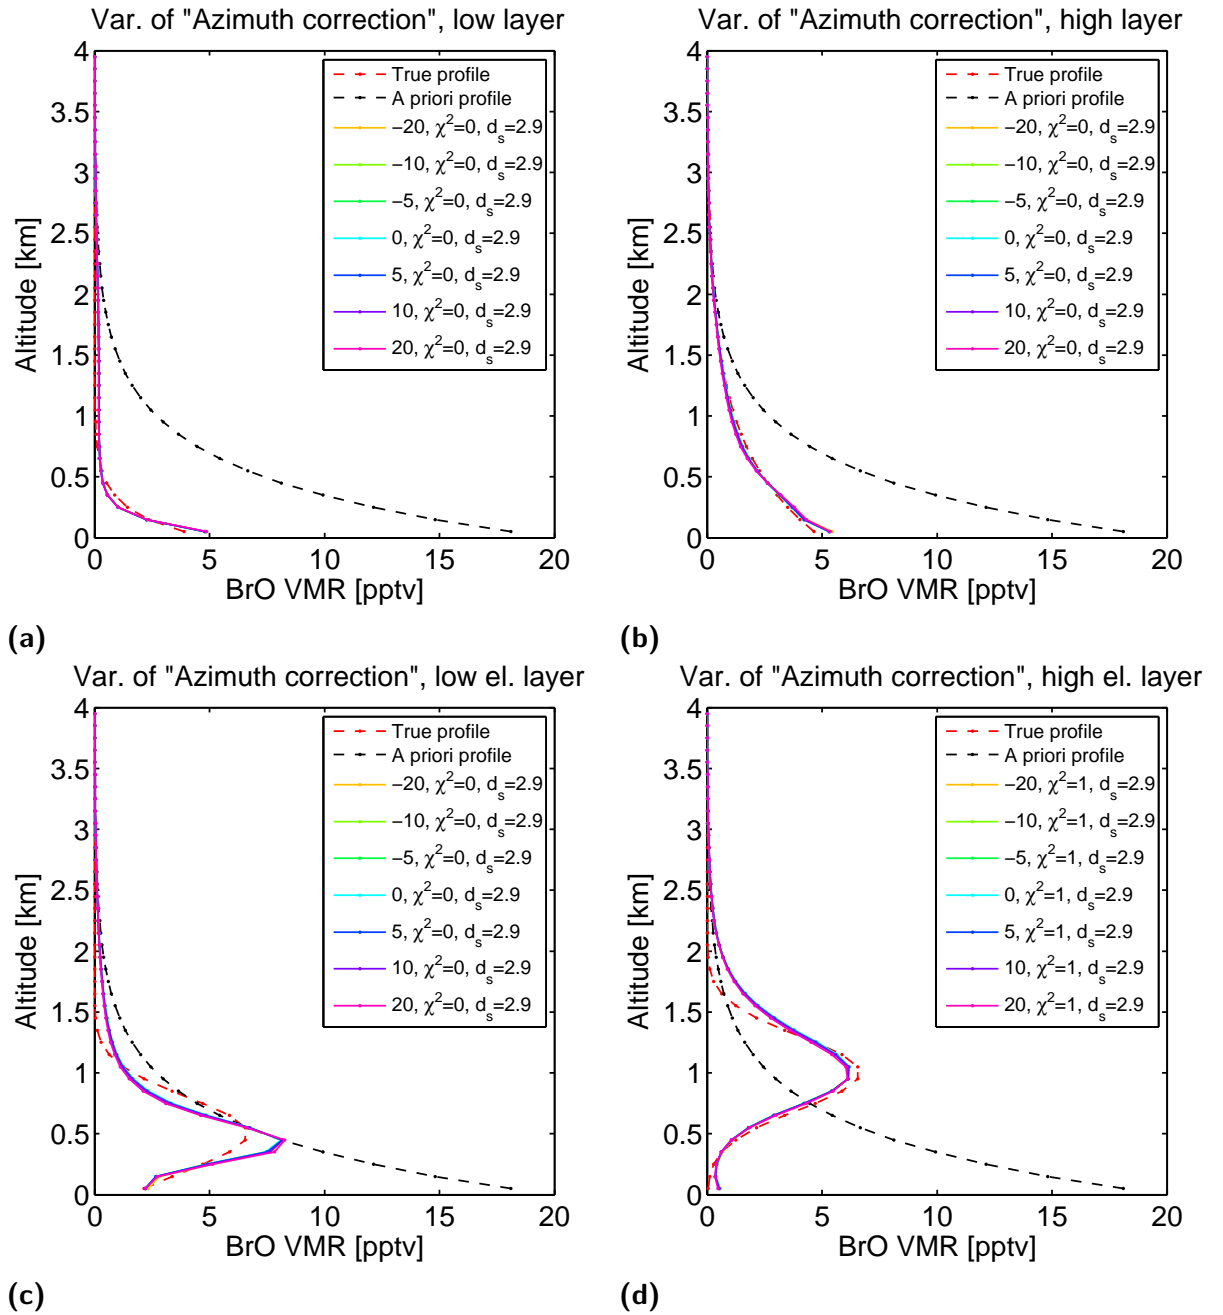 Var. of "Azimuth correction", low layer
4
3.5
3
2.5
2
1.5
1
0.5
0
Altitude [km]
True profile
A priori profile
−20, χ²=0, dₛ=2.9
−10, χ²=0, dₛ=2.9
−5, χ²=0, dₛ=2.9
0, χ²=0, dₛ=2.9
5, χ²=0, dₛ=2.9
10, χ²=0, dₛ=2.9
20, χ²=0, dₛ=2.9
0 5 10 15 20
BrO VMR [pptv]
(a)
Var. of "Azimuth correction", high layer
4
3.5
3
2.5
2
1.5
1
0.5
0
Altitude [km]
True profile
A priori profile
−20, χ²=0, dₛ=2.9
−10, χ²=0, dₛ=2.9
−5, χ²=0, dₛ=2.9
0, χ²=0, dₛ=2.9
5, χ²=0, dₛ=2.9
10, χ²=0, dₛ=2.9
20, χ²=0, dₛ=2.9
0 5 10 15 20
BrO VMR [pptv]
(b)
Var. of "Azimuth correction", low el. layer
4
3.5
3
2.5
2
1.5
1
0.5
0
Altitude [km]
True profile
A priori profile
−20, χ²=0, dₛ=2.9
−10, χ²=0, dₛ=2.9
−5, χ²=0, dₛ=2.9
0, χ²=0, dₛ=2.9
5, χ²=0, dₛ=2.9
10, χ²=0, dₛ=2.9
20, χ²=0, dₛ=2.9
0 5 10 15 20
BrO VMR [pptv]
(c)
Var. of "Azimuth correction", high el. layer
4
3.5
3
2.5
2
1.5
1
0.5
0
Altitude [km]
True profile
A priori profile
−20, χ²=1, dₛ=2.9
−10, χ²=1, dₛ=2.9
−5, χ²=1, dₛ=2.9
0, χ²=1, dₛ=2.9
5, χ²=1, dₛ=2.9
10, χ²=1, dₛ=2.9
20, χ²=1, dₛ=2.9
0 5 10 15 20
BrO VMR [pptv]
(d)